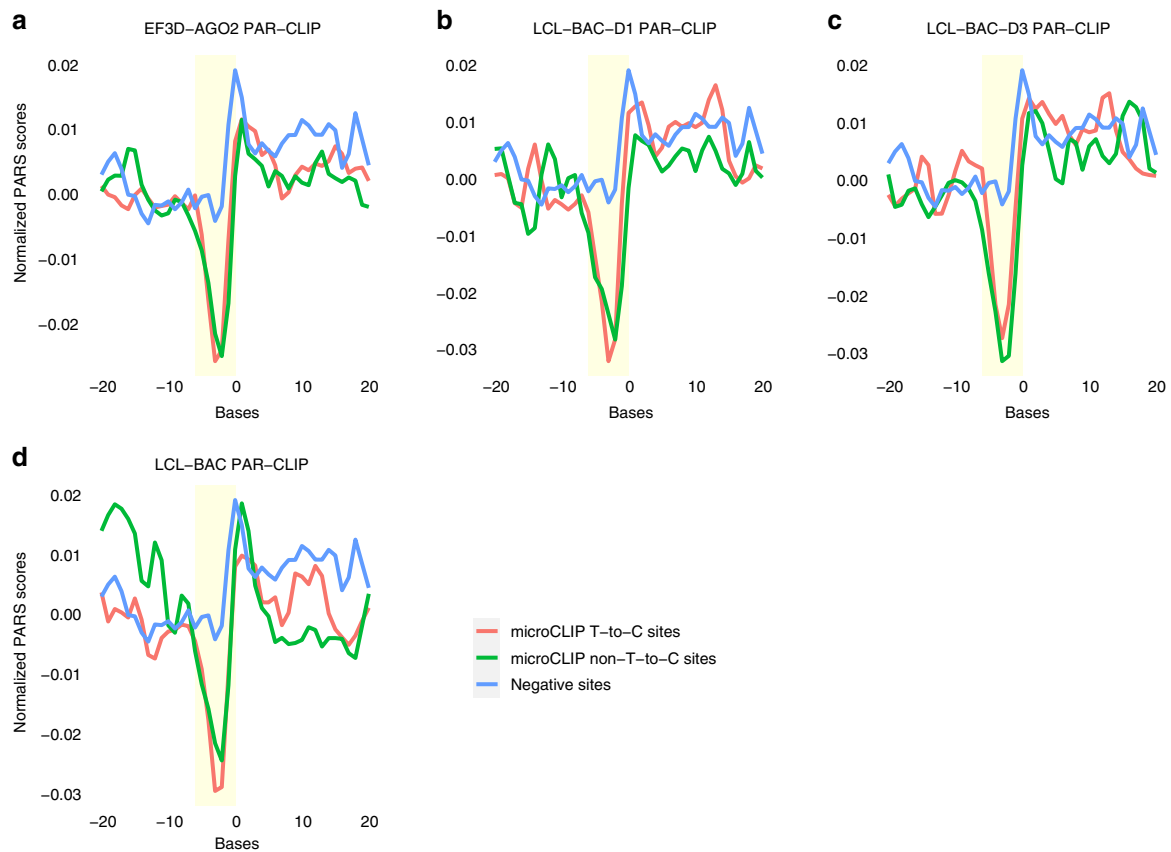 a
EF3D−AGO2 PAR−CLIP
Normalized PARS scores
0.02
0.01
0.00
−0.01
−0.02
−20
−10
0
10
20
Bases
b
LCL−BAC−D1 PAR−CLIP
0.02
0.01
0.00
−0.01
−0.02
−0.03
−20
−10
0
10
20
Bases
c
LCL−BAC−D3 PAR−CLIP
0.02
0.01
0.00
−0.01
−0.02
−0.03
−20
−10
0
10
20
Bases
d
LCL−BAC PAR−CLIP
Normalized PARS scores
0.02
0.01
0.00
−0.01
−0.02
−0.03
−20
−10
0
10
20
Bases
microCLIP T−to−C sites
microCLIP non−T−to−C sites
Negative sites